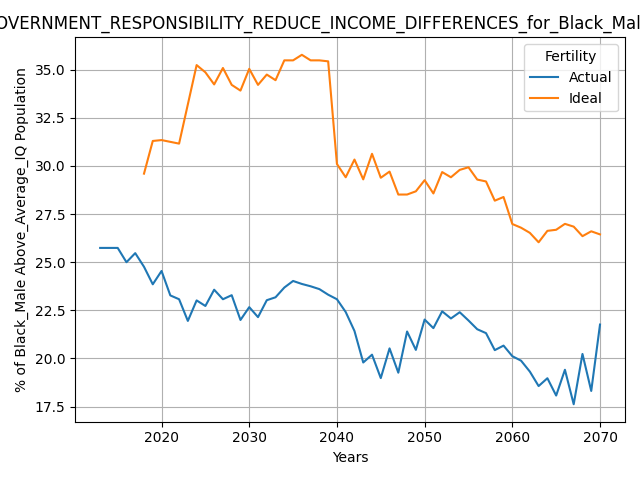 OVERNMENT_RESPONSIBILITY_REDUCE_INCOME_DIFFERENCES_for_Black_Mal
Fertility
Actual
Ideal
% of Black_Male Above_Average_IQ Population
35.0
32.5
30.0
27.5
25.0
22.5
20.0
17.5
2020 2030 2040 2050 2060 2070
Years